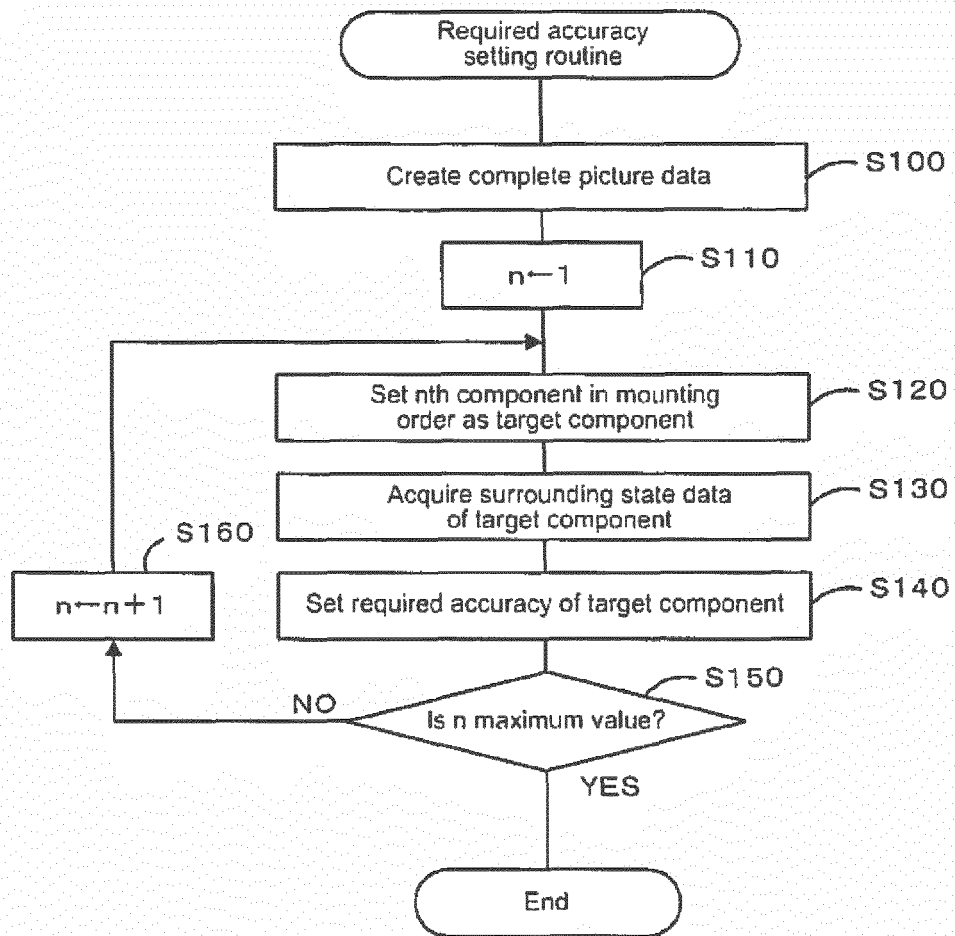 Required accuracy
setting routine
Create complete picture data
S100
n←1
S110
Set nth component in mounting
order as target component
S120
Acquire surrounding state data
of target component
S130
S160
n←n+1
Set required accuracy of target component
S140
S150
NO
Is n maximum value?
YES
End